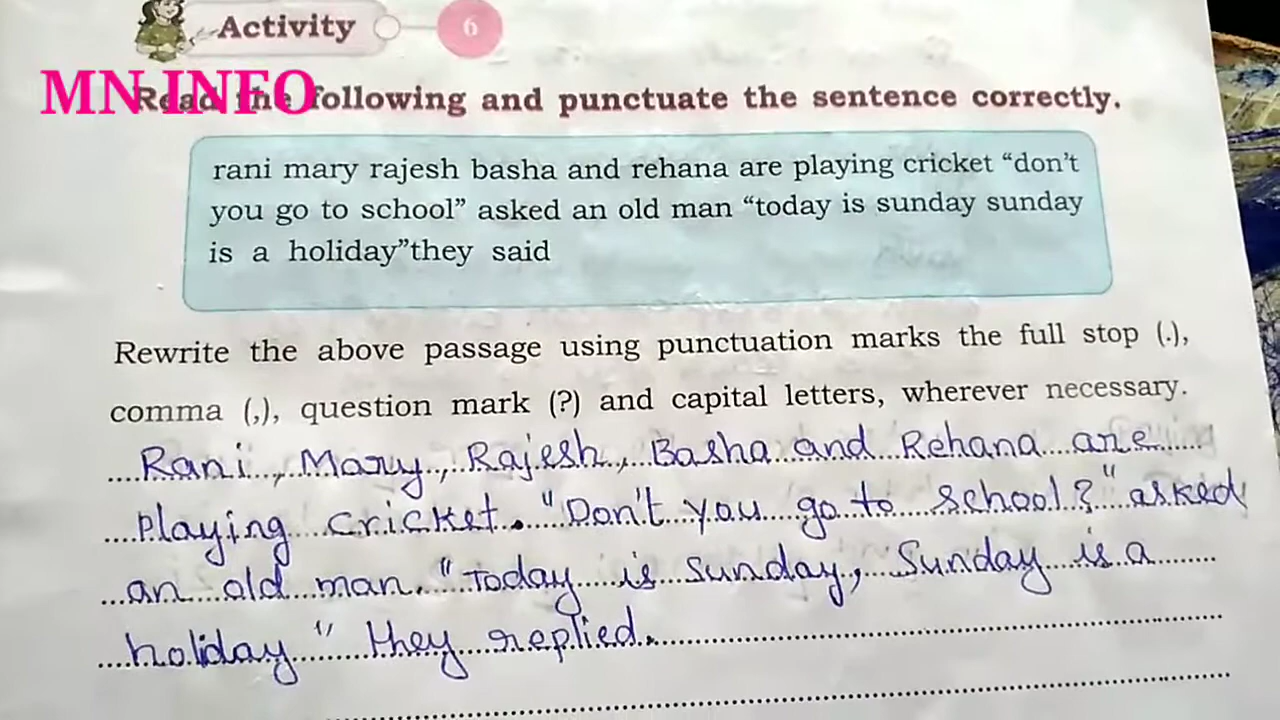 Activity 6
MN INFO
Read the following and punctuate the sentence correctly.
rani mary rajesh basha and rehana are playing cricket “don’t
you go to school” asked an old man “today is sunday sunday
is a holiday”they said
Rewrite the above passage using punctuation marks the full stop (.),
comma (,), question mark (?) and capital letters, wherever necessary.
Rani, Mary, Rajesh, Basha and Rehana are
playing cricket. "Don't you go to school?" asked
an old man. "today is Sunday, Sunday is a
holiday" they replied.